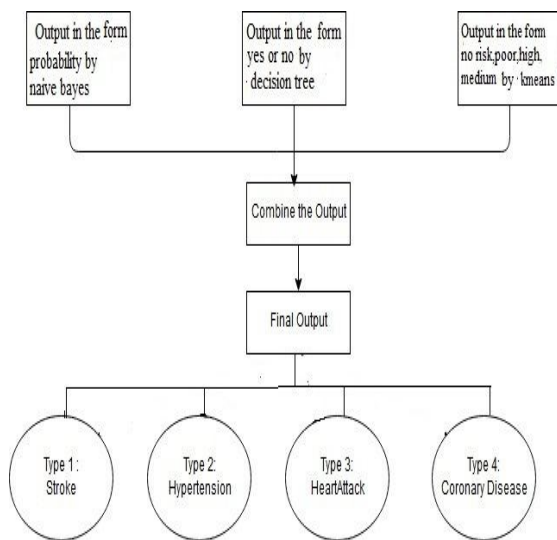 Output in the form
probability by
naive bayes
Output in the form
yes or no by
decision tree
Output in the form
no risk,poor,high,
medium by kmeans
Combine the Output
Final Output
Type 1 :
Stroke
Type 2:
Hypertension
Type 3:
HeartAttack
Type 4:
Coronary Disease